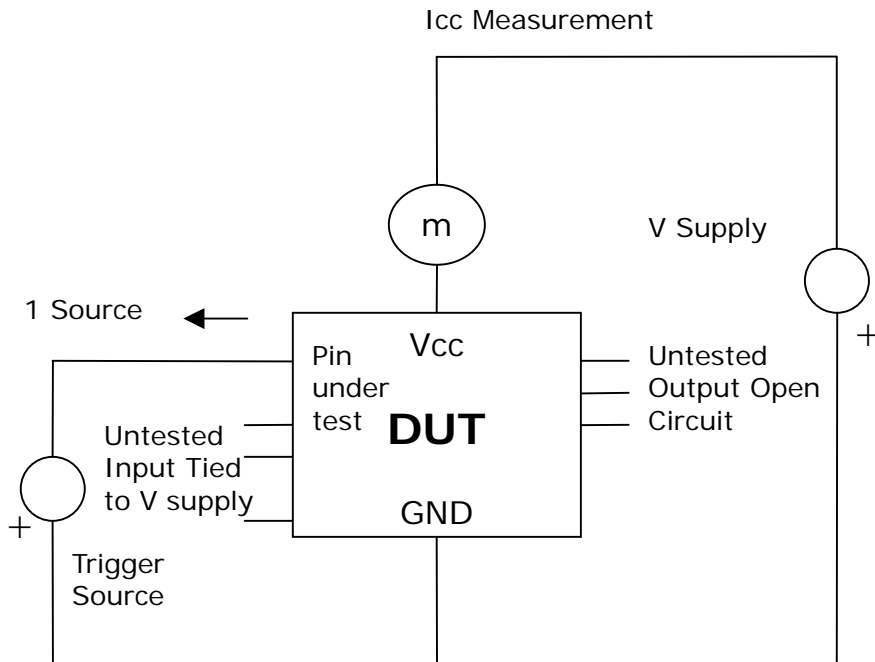 Icc Measurement
m
V Supply
1 Source
Vcc
+
Pin
under
test
Untested
Output Open
Circuit
DUT
Untested
Input Tied
to V supply
GND
+
Trigger
Source